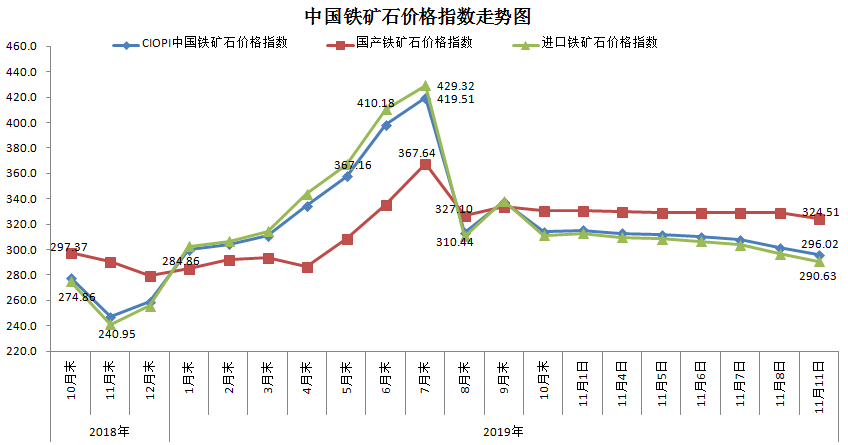 中国铁矿石价格指数走势图
CIOPI中国铁矿石价格指数
国产铁矿石价格指数
进口铁矿石价格指数
460.0
440.0
420.0
400.0
380.0
360.0
340.0
320.0
300.0
280.0
260.0
240.0
220.0
297.37
274.86
240.95
284.86
367.16
410.18
367.64
429.32
419.51
327.10
310.44
324.51
296.02
290.63
10月末
11月末
12月末
1月末
2月末
3月末
4月末
5月末
6月末
7月末
8月末
9月末
10月末
11月1日
11月4日
11月5日
11月6日
11月7日
11月8日
11月11日
2018年
2019年